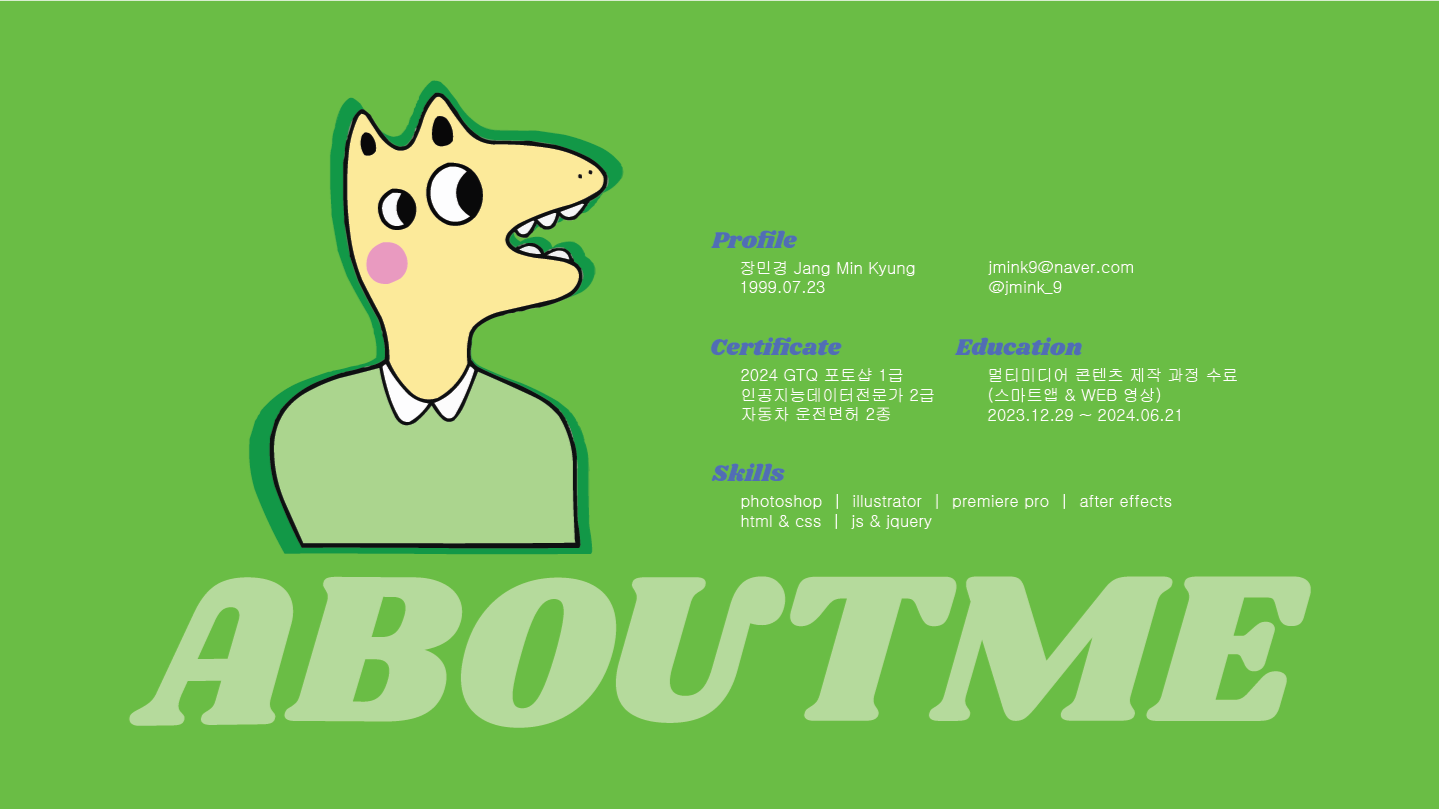 Profile
장민경 Jang Min Kyung
1999.07.23
jmink9@naver.com
@jmink_9
Certificate
2024 GTQ 포토샵 1급
인공지능데이터전문가 2급
자동차 운전면허 2종
Education
멀티미디어 콘텐츠 제작 과정 수료
(스마트앱 & WEB 영상)
2023.12.29 ~ 2024.06.21
Skills
photoshop | illustrator | premiere pro | after effects
html & css | js & jquery
ABOUTME